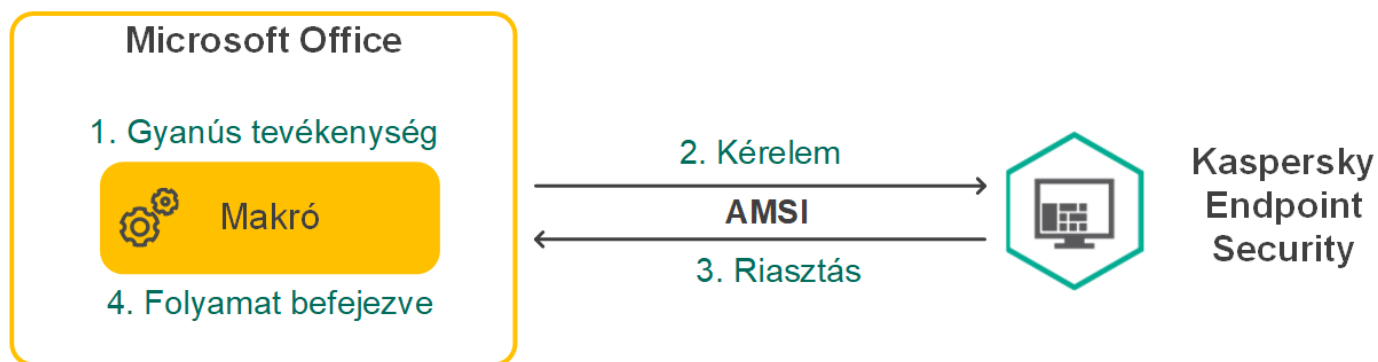 Microsoft Office
1. Gyanús tevékenység
Makró
4. Folyamat befejezve
2. Kérelem
AMSI
3. Riasztás
Kaspersky
Endpoint
Security